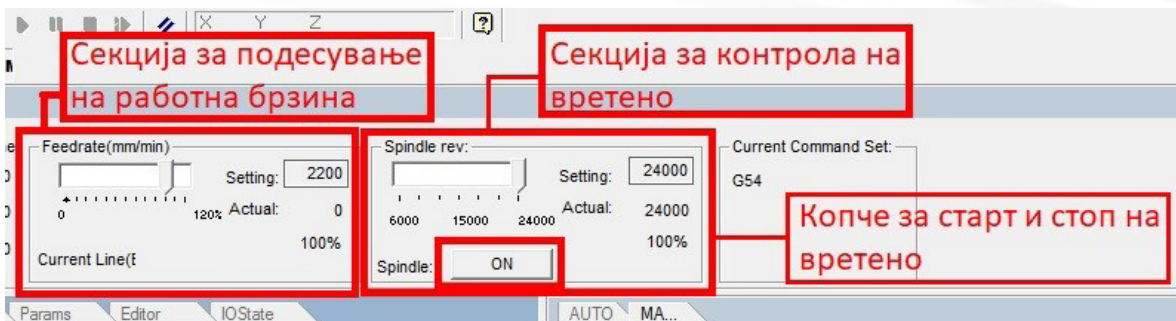 X Y Z
Секција за подесување
на работна брзина
Секција за контрола на
вретено
Feedrate(mm/min)
Setting: 2200
0 120% Actual: 0
100%
Current Line(
Spindle rev:
Setting: 24000
6000 15000 24000 Actual: 24000
100%
Spindle: ON
Current Command Set:
G54
Копче за старт и стоп на
вретено
Params Editor IOState
AUTO MA...